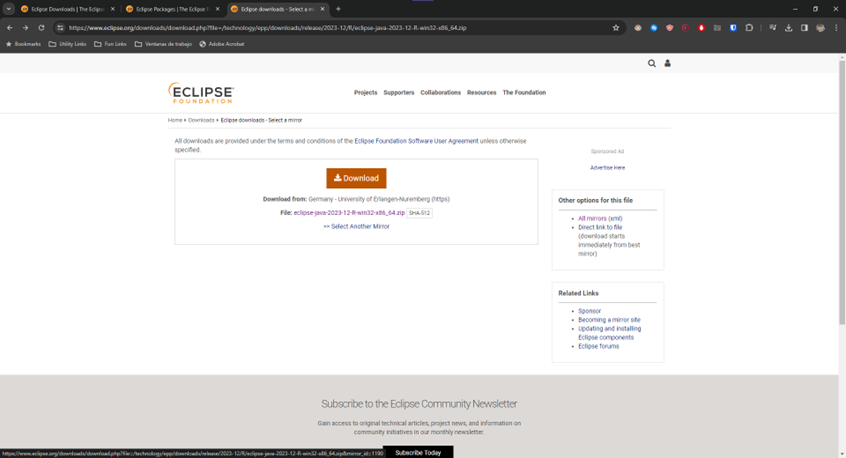 Eclipse Downloads | The Eclipse
Eclipse Packages | The Eclipse F
Eclipse downloads - Select a mi
https://www.eclipse.org/downloads/download.php?file=/technology/epp/downloads/release/2023-12/R/eclipse-java-2023-12-R-win32-x86_64.zip
Bookmarks
Utility Links
Fun Links
Ventanas de trabajo
Adobe Acrobat
ECLIPSE
FOUNDATION
Projects Supporters Collaborations Resources The Foundation
Home Downloads Eclipse downloads - Select a mirror
All downloads are provided under the terms and conditions of the Eclipse Foundation Software User Agreement unless otherwise
specified.
Download
Download from: Germany - University of Erlangen-Nuremberg (https)
File: eclipse-java-2023-12-R-win32-x86_64.zip SHA-512
>> Select Another Mirror
Sponsored Ad
Advertise Here
Other options for this file
All mirrors (xml)
Direct link to file
(download starts
immediately from best
mirror)
Related Links
Sponsor
Becoming a mirror site
Updating and installing
Eclipse components
Eclipse forums
Subscribe to the Eclipse Community Newsletter
Gain access to original technical articles, project news, and information on
community initiatives in our monthly newsletter.
Subscribe Today
https://www.eclipse.org/downloads/download.php?file=/technology/epp/downloads/release/2023-12/R/eclipse-java-2023-12-R-win32-x86_64.zip&mirror_id=1190